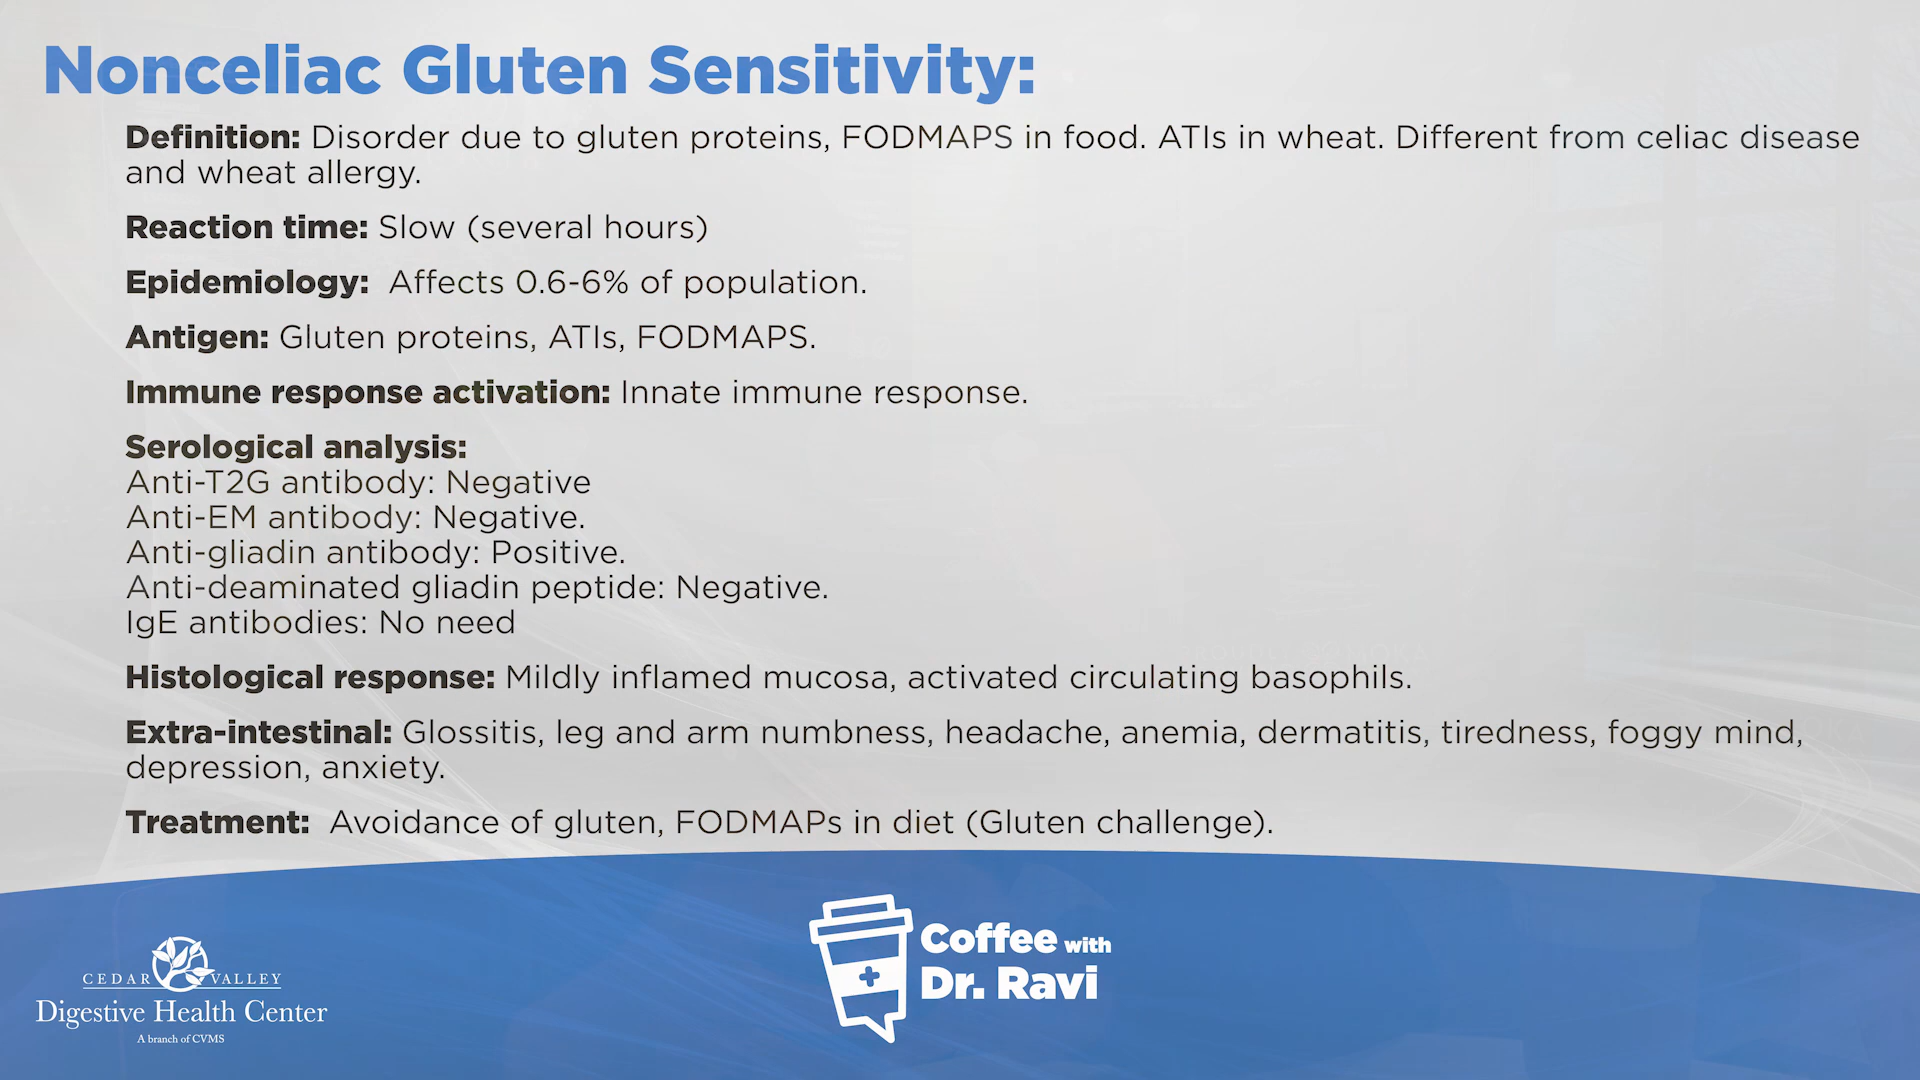 Nonceliac Gluten Sensitivity:
Definition: Disorder due to gluten proteins, FODMAPS in food. ATIs in wheat. Different from celiac disease
and wheat allergy.
Reaction time: Slow (several hours)
Epidemiology: Affects 0.6-6% of population.
Antigen: Gluten proteins, ATIs, FODMAPS.
Immune response activation: Innate immune response.
Serological analysis:
Anti-T2G antibody: Negative
Anti-EM antibody: Negative.
Anti-gliadin antibody: Positive.
Anti-deaminated gliadin peptide: Negative.
IgE antibodies: No need
Histological response: Mildly inflamed mucosa, activated circulating basophils.
Extra-intestinal: Glossitis, leg and arm numbness, headache, anemia, dermatitis, tiredness, foggy mind,
depression, anxiety.
Treatment: Avoidance of gluten, FODMAPs in diet (Gluten challenge).
CEDAR VALLEY
Digestive Health Center
A branch of CVMS
Coffee with
Dr. Ravi